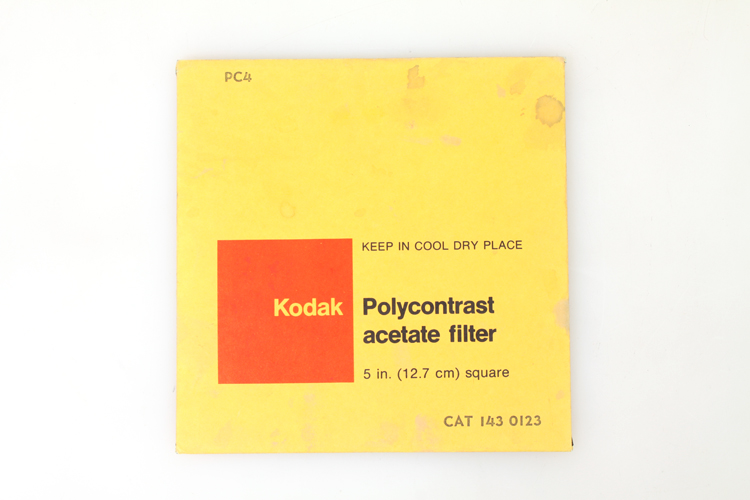 PC4
KEEP IN COOL DRY PLACE
Kodak Polycontrast
acetate filter
5 in. (12.7 cm) square
CAT 143 0123